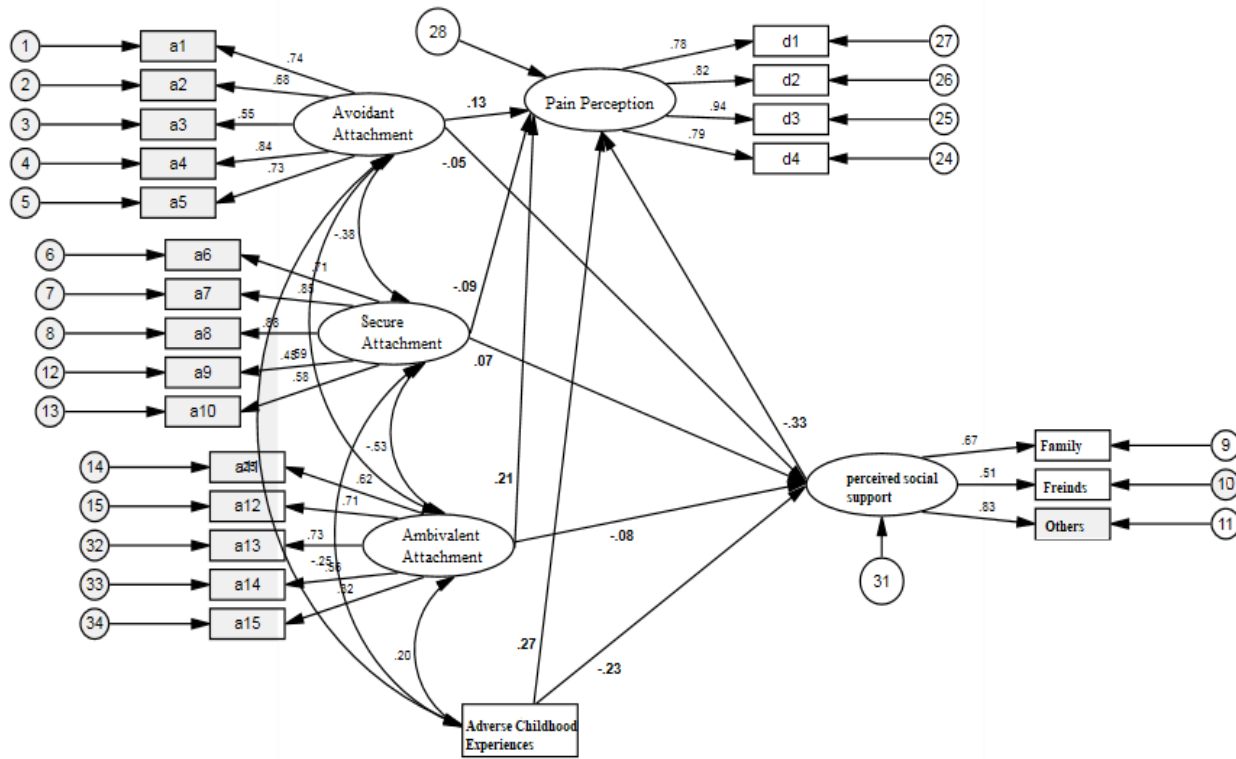 1
a1
.74
2
a2
.68
3
a3
.55
4
a4
.84
5
a5
.73
Avoidant
Attachment
28
Pain Perception
.78
d1
27
.82
d2
26
.94
d3
25
.79
d4
24
.13
-.05
-.38
6
a6
.71
7
a7
.85
8
a8
12
a9
13
a10
.58
Secure
Attachment
-.09
.07
-.53
-.33
14
.62
15
a12
.71
32
a13
.73
33
a14
-.25
34
a15
Ambivalent
Attachment
.21
-.08
.20
.27
-.23
Adverse Childhood
Experiences
perceived social
support
31
.67
Family
9
.51
Freinds
10
.83
Others
11